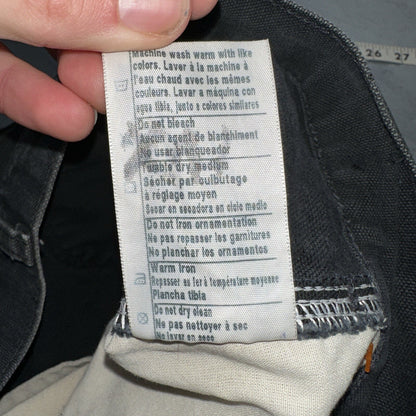 Machine wash warm with like
colors. Laver à la machine à
l'eau chaud avec les mêmes
couleurs. Lavar a máquina con
agua tibia, junto a colores similares
Do not bleach
Aucun agent de blanchiment
No usar blanqueador
Tumble dry medium
Sécher par culbutage
à réglage moyen
Secar en secadora en ciclo medio
Do not iron ornamentation
Ne pas repasser les garnitures
No planchar los ornamentos
Warm iron
Repasser au fer à température moyenne
Plancha tibia
Do not dry clean
Ne pas nettoyer à sec
No lavar en seco
26 27